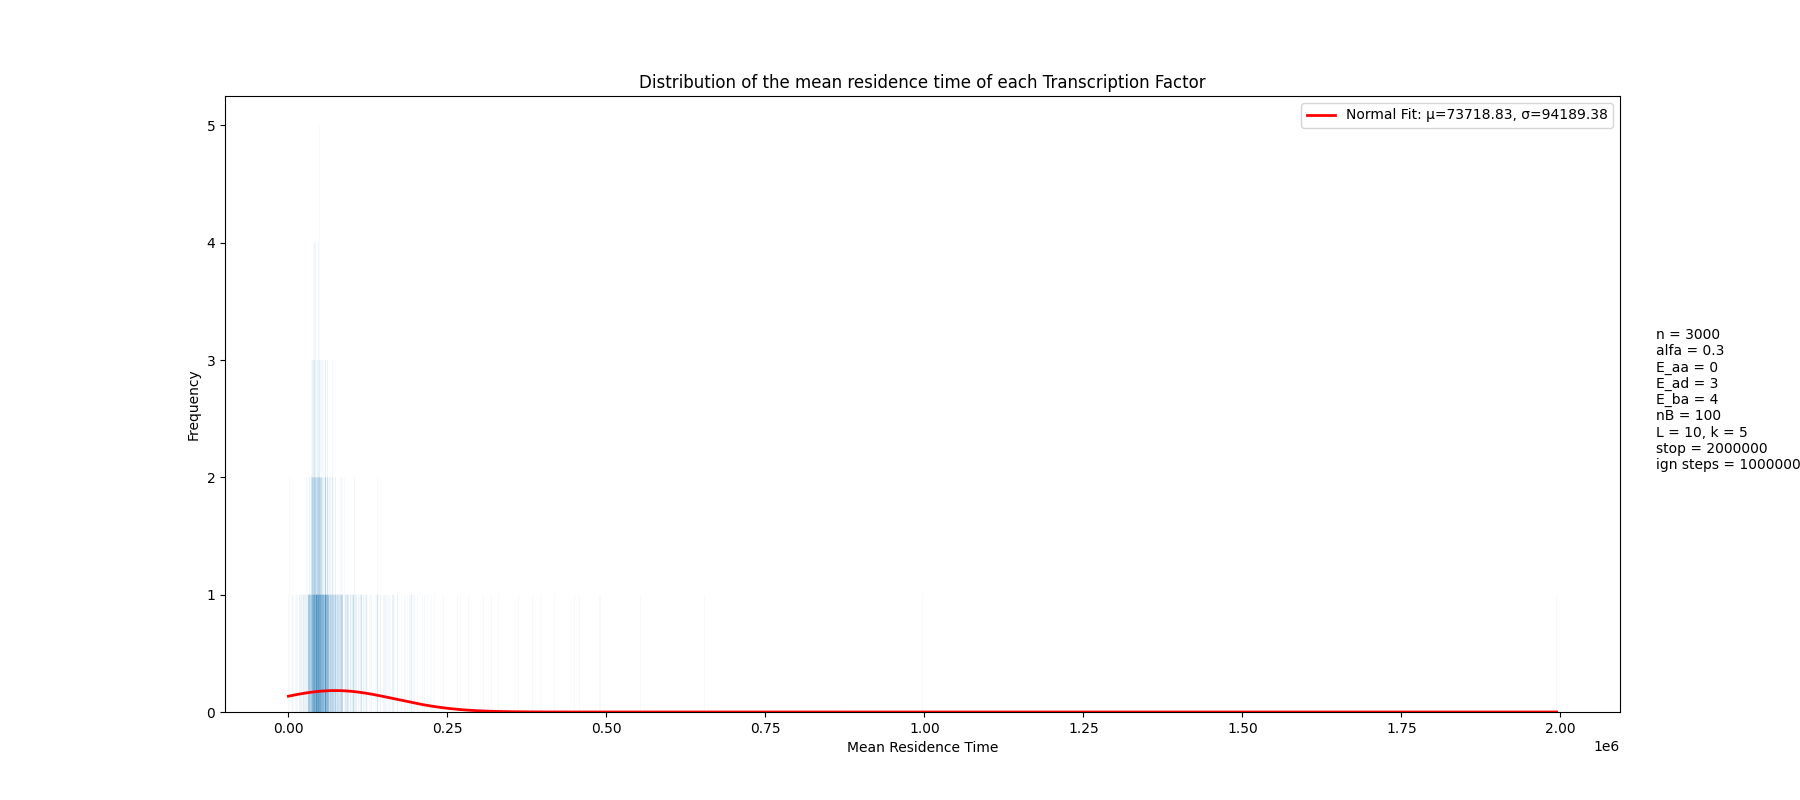 Distribution of the mean residence time of each Transcription Factor
Normal Fit: μ=73718.83, σ=94189.38
5
4
3
2
1
0
Frequency
0.00 0.25 0.50 0.75 1.00 1.25 1.50 1.75 2.00
1e6
Mean Residence Time
n = 3000
alfa = 0.3
E_aa = 0
E_ad = 3
E_ba = 4
nB = 100
L = 10, k = 5
stop = 2000000
ign steps = 1000000